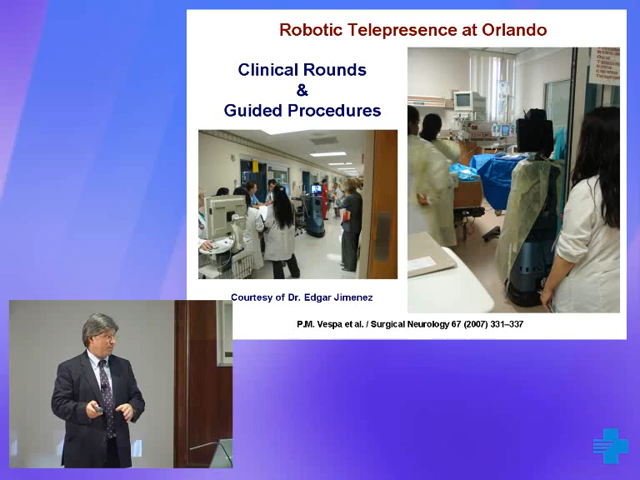 Robotic Telepresence at Orlando
Clinical Rounds
&
Guided Procedures
Courtesy of Dr. Edgar Jimenez
P.M. Vespa et al. / Surgical Neurology 67 (2007) 331–337